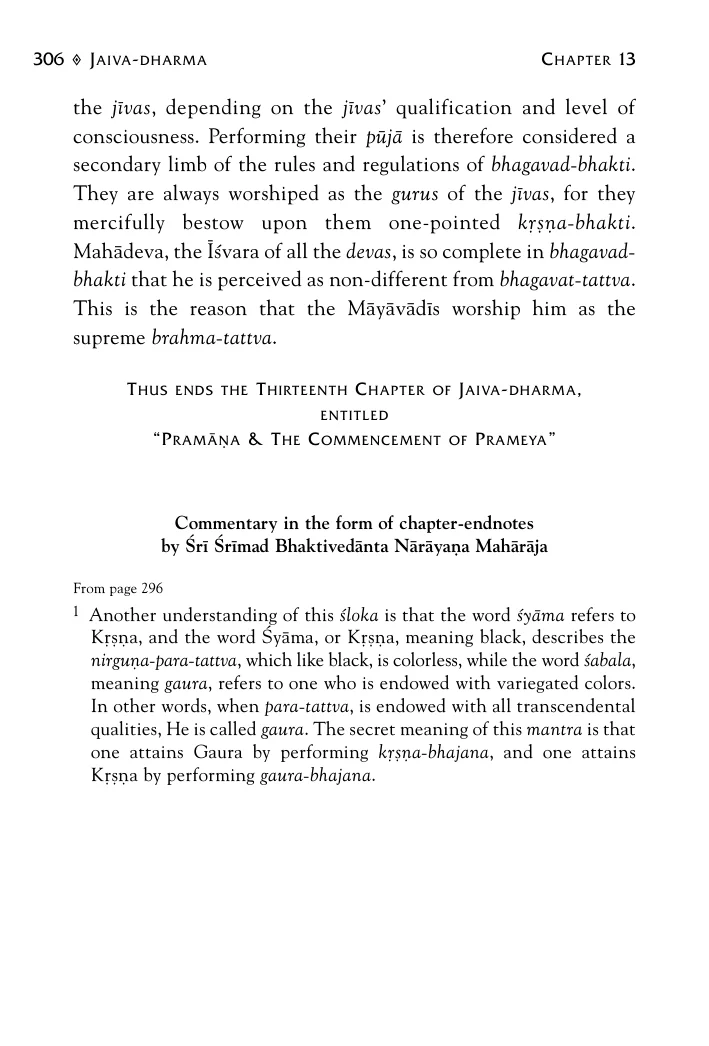 306 ◊ Jaiva-dharma Chapter 13
the jīvas, depending on the jīvas’ qualification and level of
consciousness. Performing their pūjā is therefore considered a
secondary limb of the rules and regulations of bhagavad-bhakti.
They are always worshiped as the gurus of the jīvas, for they
mercifully bestow upon them one-pointed kṛṣṇa-bhakti.
Mahādeva, the Īśvara of all the devas, is so complete in bhagavad-
bhakti that he is perceived as non-different from bhagavat-tattva.
This is the reason that the Māyāvādīs worship him as the
supreme brahma-tattva.
Thus ends the Thirteenth Chapter of Jaiva-dharma,
entitled
“Pramāṇa & The Commencement of Prameya”
Commentary in the form of chapter-endnotes
by Śrī Śrīmad Bhaktivedānta Nārāyaṇa Mahārāja
From page 296
1 Another understanding of this śloka is that the word śyāma refers to
Kṛṣṇa, and the word Śyāma, or Kṛṣṇa, meaning black, describes the
nirguṇa-para-tattva, which like black, is colorless, while the word śabala,
meaning gaura, refers to one who is endowed with variegated colors.
In other words, when para-tattva, is endowed with all transcendental
qualities, He is called gaura. The secret meaning of this mantra is that
one attains Gaura by performing kṛṣṇa-bhajana, and one attains
Kṛṣṇa by performing gaura-bhajana.